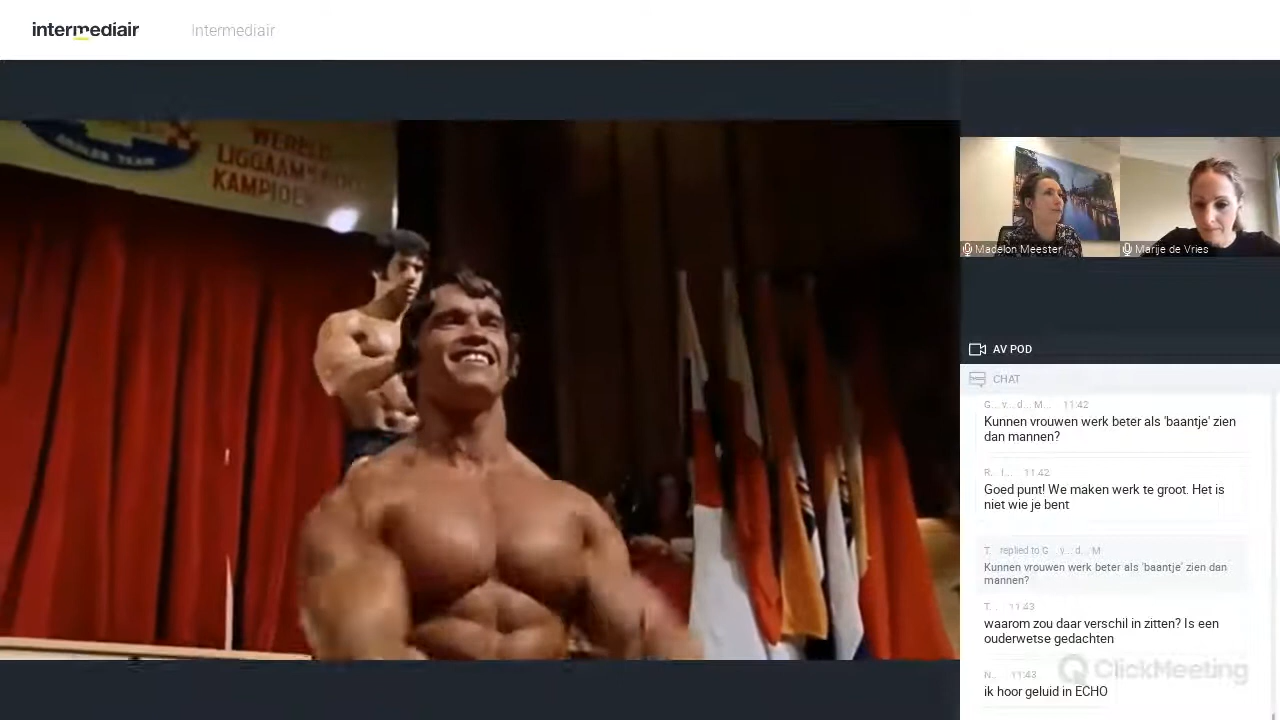 intermediair
Intermediair
WERELD
LIGGAAMSBOU
KAMPIOEN
TEAM
Madelon Meester
Marije de Vries
AV POD
CHAT
G... v... d... M... 11:42
Kunnen vrouwen werk beter als 'baantje' zien
dan mannen?
R.. I... 11:42
Goed punt! We maken werk te groot. Het is
niet wie je bent
T.. replied to G... v... d... M
Kunnen vrouwen werk beter als 'baantje' zien dan
mannen?
T... 11:43
waarom zou daar verschil in zitten? Is een
ouderwetse gedachten
N.. 11:43
ik hoor geluid in ECHO
ClickMeeting